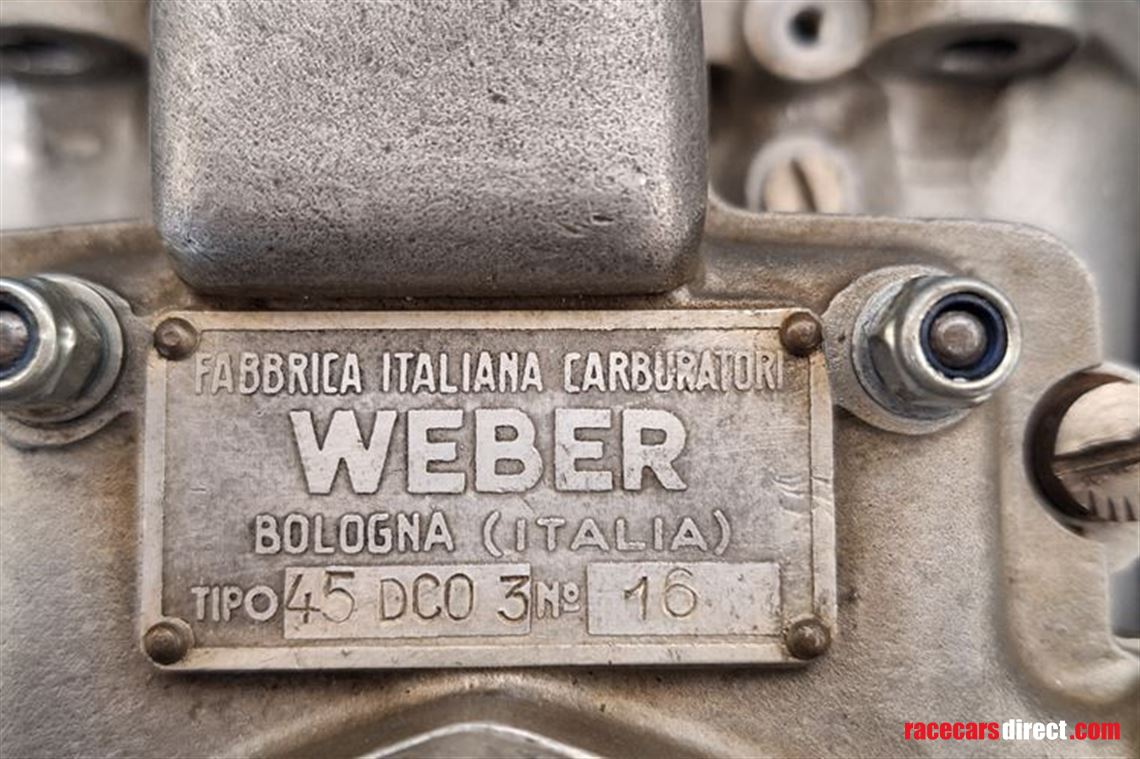 FABBRICA ITALIANA CARBURATORI
WEBER
BOLOGNA (ITALIA)
TIPO 45 DCO 3 Nº 16
racecarsdirect.com